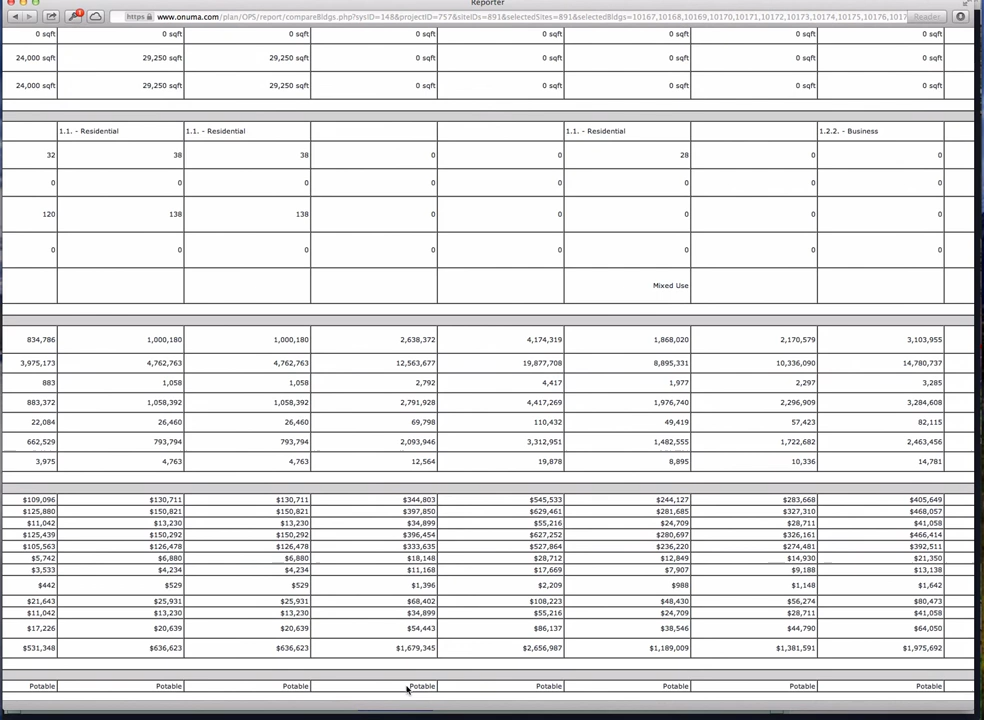 Reporter
https www.onuma.com/plan/OPS/report/compareBldgs.php?sysID=148&projectID=757&siteIDs=891&selectedSites=891&selectedBldgs=10167,10168,10169,10170,10171,10172,10173,10174,10175,10176,1017 Reader
0 sqft 0 sqft 0 sqft 0 sqft 0 sqft 0 sqft 0 sqft 0 sqft
24,000 sqft 29,250 sqft 29,250 sqft 0 sqft 0 sqft 0 sqft 0 sqft 0 sqft
24,000 sqft 29,250 sqft 29,250 sqft 0 sqft 0 sqft 0 sqft 0 sqft 0 sqft
1.1. - Residential 1.1. - Residential 1.1. - Residential 1.2.2. - Business
32 38 38 0 0 28 0 0
0 0 0 0 0 0 0 0
120 138 138 0 0 0 0 0
0 0 0 0 0 0 0 0
Mixed Use
834,786 1,000,180 1,000,180 2,638,372 4,174,319 1,868,020 2,170,579 3,103,955
3,975,173 4,762,763 4,762,763 12,563,677 19,877,708 8,895,331 10,336,090 14,780,737
883 1,058 1,058 2,792 4,417 1,977 2,297 3,285
883,372 1,058,392 1,058,392 2,791,928 4,417,269 1,976,740 2,296,909 3,284,608
22,084 26,460 26,460 69,798 110,432 49,419 57,423 82,115
662,529 793,794 793,794 2,093,946 3,312,951 1,482,555 1,722,682 2,463,456
3,975 4,763 4,763 12,564 19,878 8,895 10,336 14,781
$109,096 $130,711 $130,711 $344,803 $545,533 $244,127 $283,668 $405,649
$125,880 $150,821 $150,821 $397,850 $629,461 $281,685 $327,310 $468,057
$11,042 $13,230 $13,230 $34,899 $55,216 $24,709 $28,711 $41,058
$125,439 $150,292 $150,292 $396,454 $627,252 $280,697 $326,161 $466,414
$105,563 $126,478 $126,478 $333,635 $527,864 $236,220 $274,481 $392,511
$5,742 $6,880 $6,880 $18,148 $28,712 $12,849 $14,930 $21,350
$3,533 $4,234 $4,234 $11,168 $17,669 $7,907 $9,188 $13,138
$442 $529 $529 $1,396 $2,209 $988 $1,148 $1,642
$21,643 $25,931 $25,931 $68,402 $108,223 $48,430 $56,274 $80,473
$11,042 $13,230 $13,230 $34,899 $55,216 $24,709 $28,711 $41,058
$17,226 $20,639 $20,639 $54,443 $86,137 $38,546 $44,790 $64,050
$531,348 $636,623 $636,623 $1,679,345 $2,656,987 $1,189,009 $1,381,591 $1,975,692
Potable Potable Potable Potable Potable Potable Potable Potable